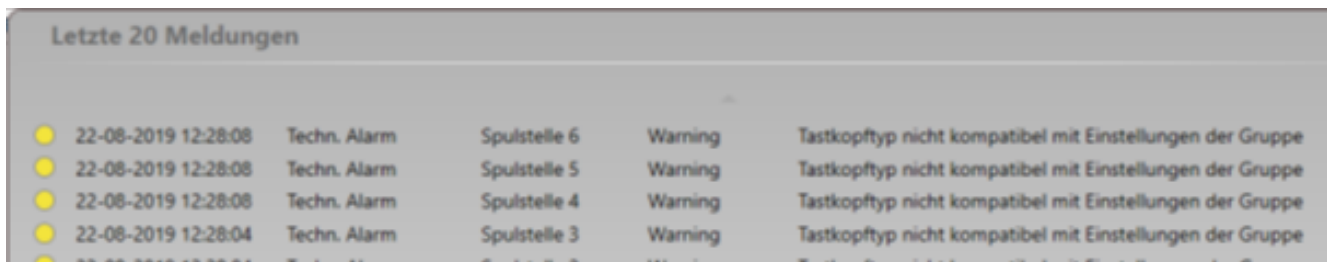 Letzte 20 Meldungen
22-08-2019 12:28:08 Techn. Alarm Spulstelle 6 Warning Tastkopftyp nicht kompatibel mit Einstellungen der Gruppe
22-08-2019 12:28:08 Techn. Alarm Spulstelle 5 Warning Tastkopftyp nicht kompatibel mit Einstellungen der Gruppe
22-08-2019 12:28:08 Techn. Alarm Spulstelle 4 Warning Tastkopftyp nicht kompatibel mit Einstellungen der Gruppe
22-08-2019 12:28:04 Techn. Alarm Spulstelle 3 Warning Tastkopftyp nicht kompatibel mit Einstellungen der Gruppe